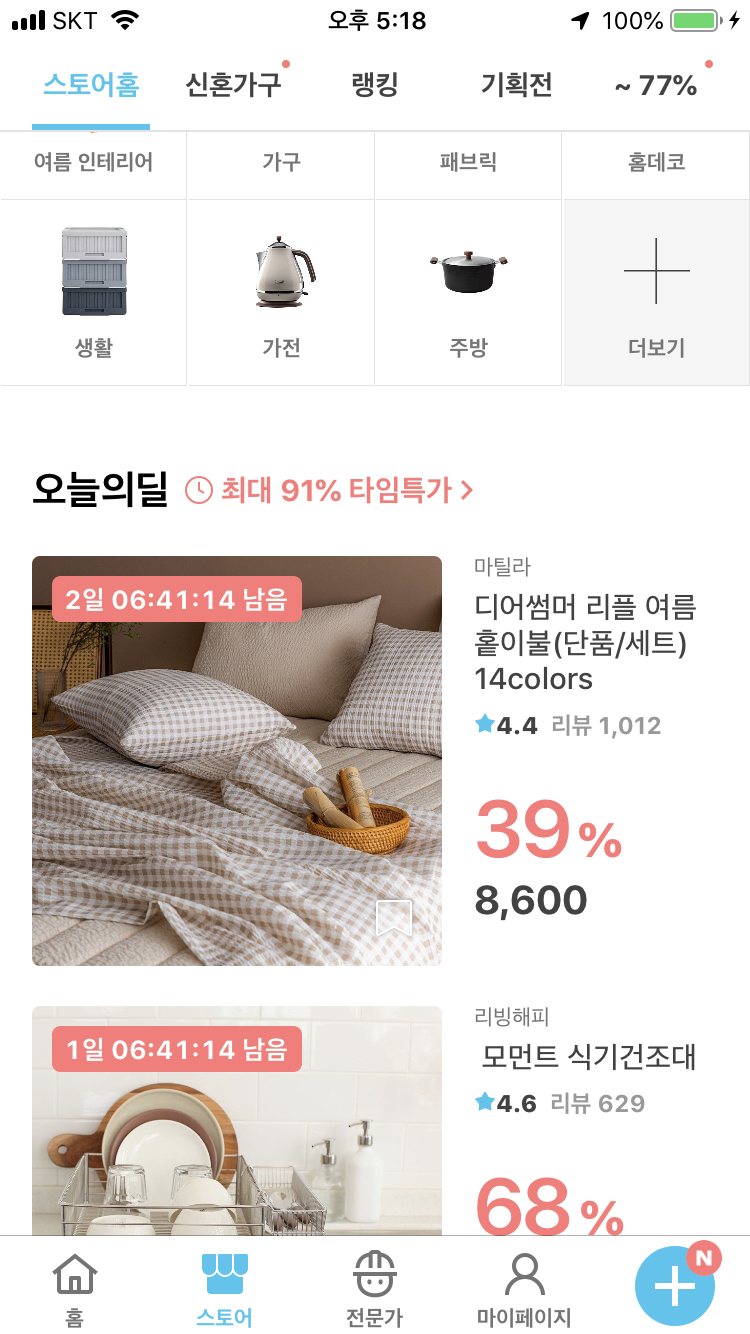 SKT 오후 5:18 100%
스토어홈 신혼가구 랭킹 기획전 ~ 77%
여름 인테리어 가구 패브릭 홈데코
생활 가전 주방 더보기
오늘의딜 최대 91% 타임특가
2일 06:41:14 남음
마틸라
디어썸머 리플 여름
홑이불(단품/세트)
14colors
4.4 리뷰 1,012
39%
8,600
1일 06:41:14 남음
리빙해피
모먼트 식기건조대
4.6 리뷰 629
68%
홈 스토어 전문가 마이페이지 N